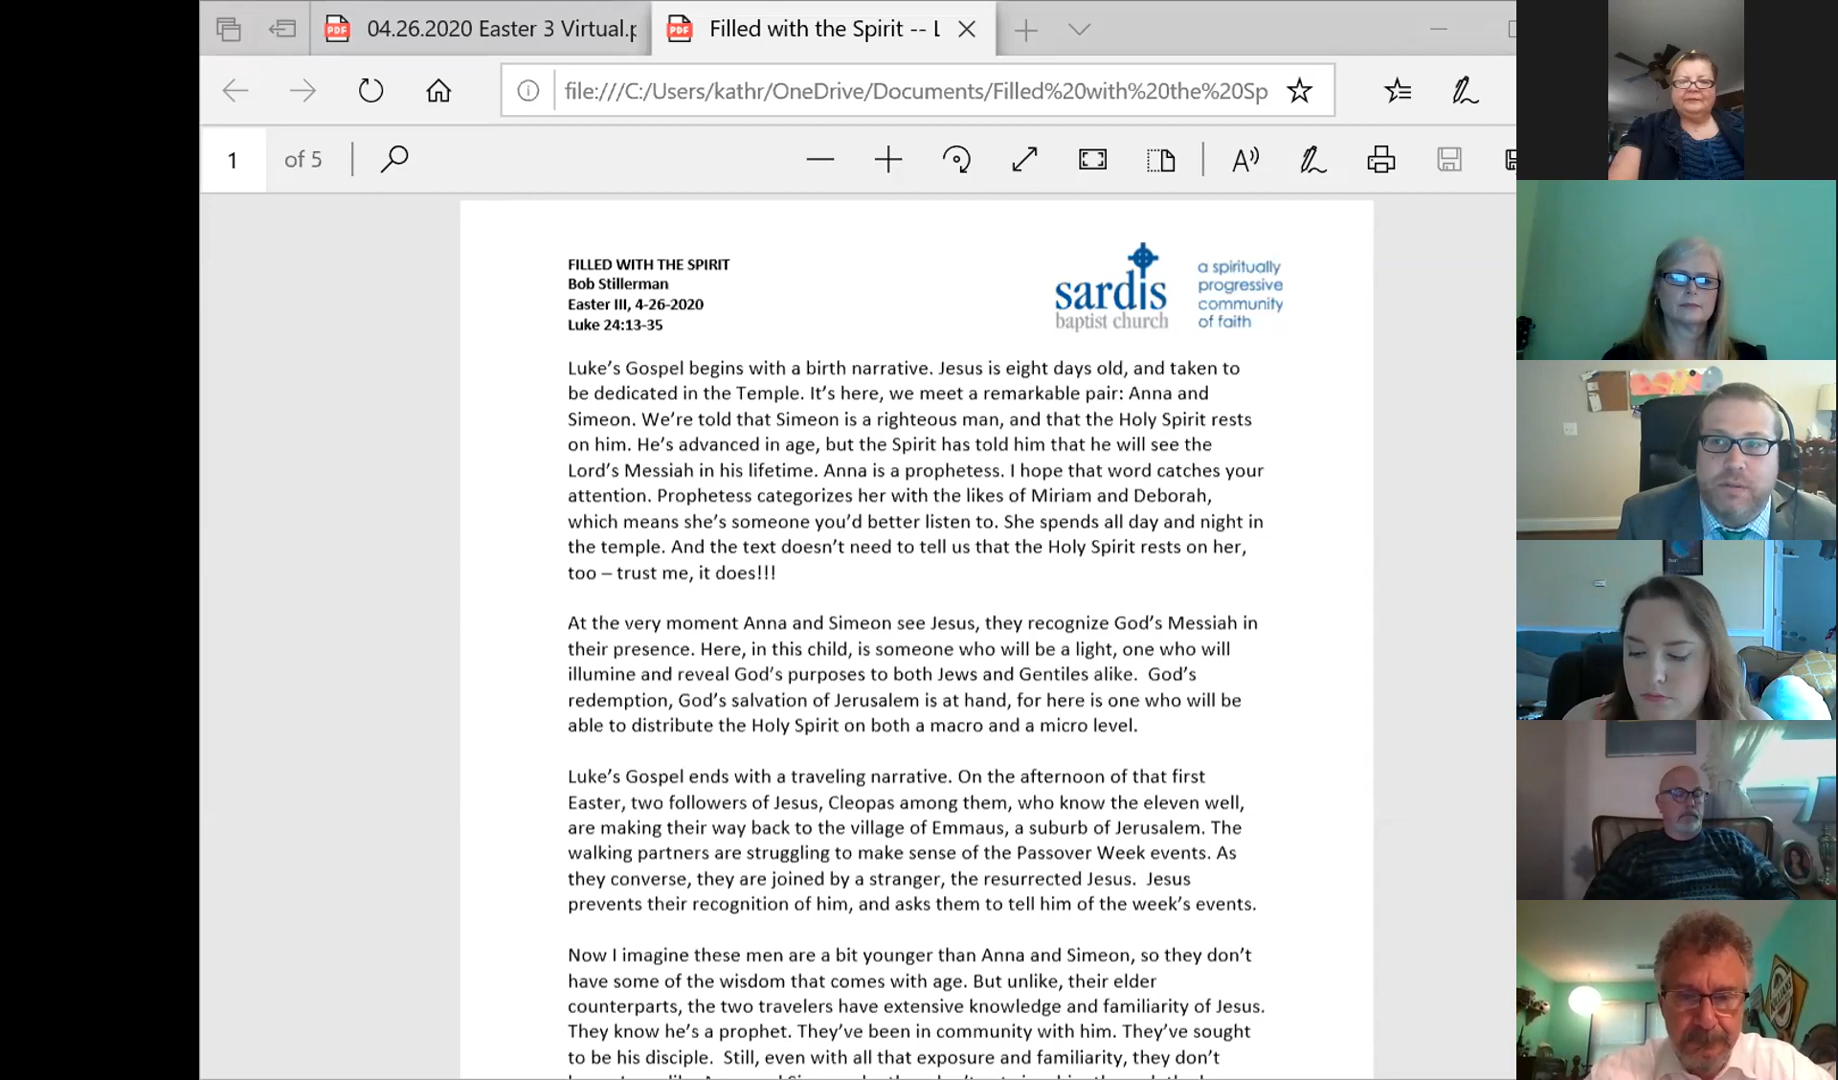 04.26.2020 Easter 3 Virtual.p
Filled with the Spirit -- L
file:///C:/Users/kathr/OneDrive/Documents/Filled%20with%20the%20Sp
1 of 5
FILLED WITH THE SPIRIT
Bob Stillerman
Easter III, 4-26-2020
Luke 24:13-35
sardis
baptist church
a spiritually
progressive
community
of faith
Luke’s Gospel begins with a birth narrative. Jesus is eight days old, and taken to
be dedicated in the Temple. It’s here, we meet a remarkable pair: Anna and
Simeon. We’re told that Simeon is a righteous man, and that the Holy Spirit rests
on him. He’s advanced in age, but the Spirit has told him that he will see the
Lord’s Messiah in his lifetime. Anna is a prophetess. I hope that word catches your
attention. Prophetess categorizes her with the likes of Miriam and Deborah,
which means she’s someone you’d better listen to. She spends all day and night in
the temple. And the text doesn’t need to tell us that the Holy Spirit rests on her,
too – trust me, it does!!!
At the very moment Anna and Simeon see Jesus, they recognize God’s Messiah in
their presence. Here, in this child, is someone who will be a light, one who will
illumine and reveal God’s purposes to both Jews and Gentiles alike.  God’s
redemption, God’s salvation of Jerusalem is at hand, for here is one who will be
able to distribute the Holy Spirit on both a macro and a micro level.
Luke’s Gospel ends with a traveling narrative. On the afternoon of that first
Easter, two followers of Jesus, Cleopas among them, who know the eleven well,
are making their way back to the village of Emmaus, a suburb of Jerusalem. The
walking partners are struggling to make sense of the Passover Week events. As
they converse, they are joined by a stranger, the resurrected Jesus.  Jesus
prevents their recognition of him, and asks them to tell him of the week’s events.
Now I imagine these men are a bit younger than Anna and Simeon, so they don’t
have some of the wisdom that comes with age. But unlike, their elder
counterparts, the two travelers have extensive knowledge and familiarity of Jesus.
They know he’s a prophet. They’ve been in community with him. They’ve sought
to be his disciple.  Still, even with all that exposure and familiarity, they don’t